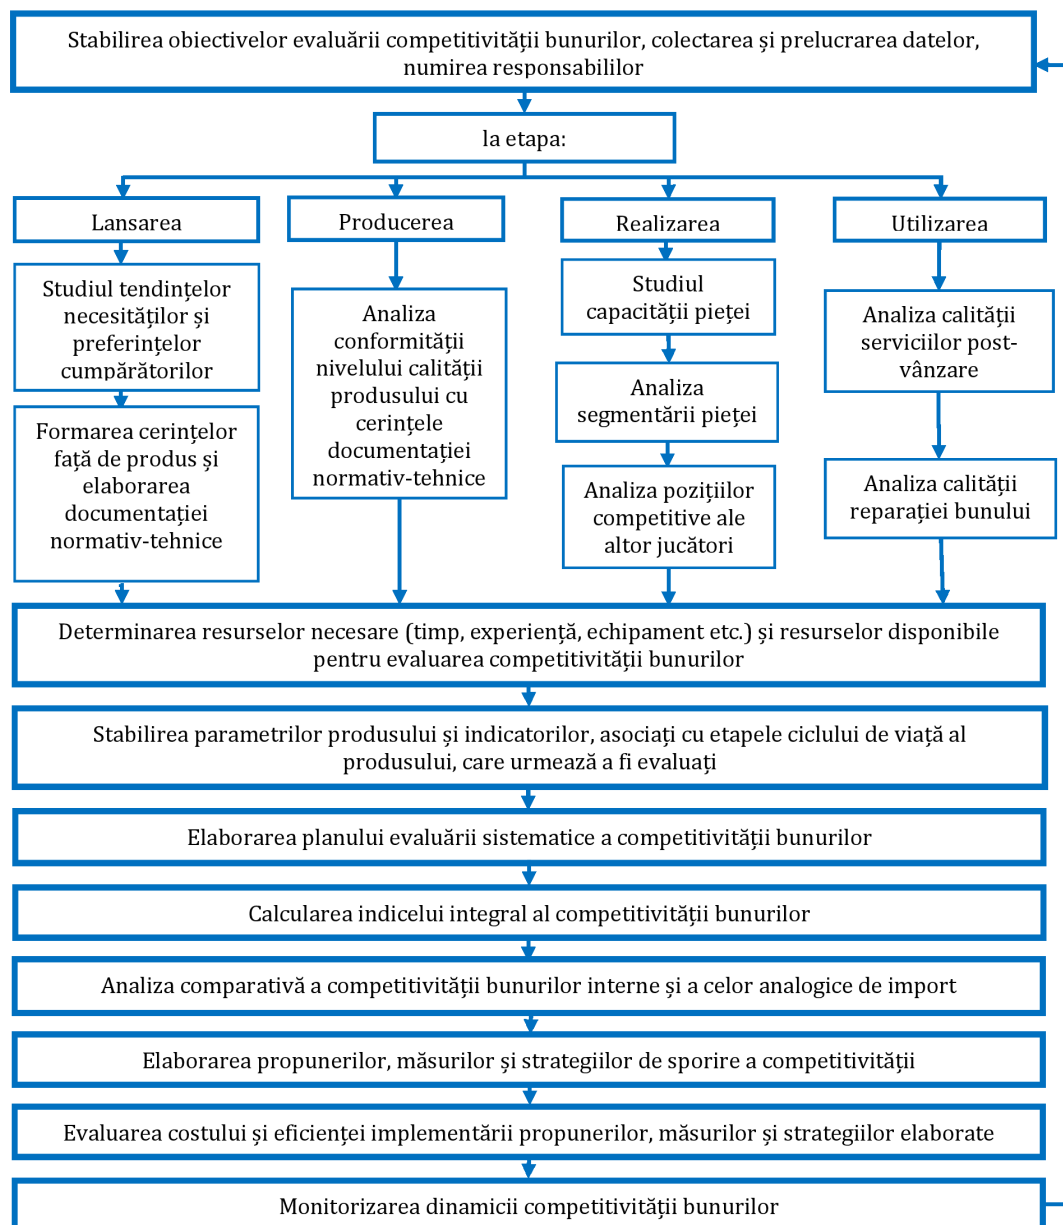 Stabilirea obiectivelor evaluării competitivității bunurilor, colectarea și prelucrarea datelor,
numirea responsabililor
la etapa:
Lansarea
Producerea
Realizarea
Utilizarea
Studiul tendințelor
necesităților și
preferințelor
cumpărătorilor
Formarea cerințelor
față de produs și
elaborarea
documentației
normativ-tehnice
Analiza
conformității
nivelului calității
produsului cu
cerințele
documentației
normativ-tehnice
Studiul
capacității pieței
Analiza
segmentării pieței
Analiza pozițiilor
competitive ale
altor jucători
Analiza calității
serviciilor post-
vânzare
Analiza calității
reparației bunului
Determinarea resurselor necesare (timp, experiență, echipament etc.) și resurselor disponibile
pentru evaluarea competitivității bunurilor
Stabilirea parametrilor produsului și indicatorilor, asociați cu etapele ciclului de viață al
produsului, care urmează a fi evaluați
Elaborarea planului evaluării sistematice a competitivității bunurilor
Calcularea indicelui integral al competitivității bunurilor
Analiza comparativă a competitivității bunurilor interne și a celor analogice de import
Elaborarea propunerilor, măsurilor și strategiilor de sporire a competitivității
Evaluarea costului și eficienței implementării propunerilor, măsurilor și strategiilor elaborate
Monitorizarea dinamicii competitivității bunurilor